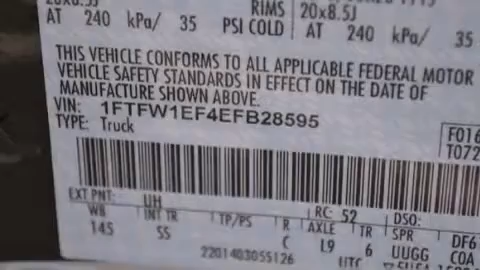 RIMS 20x8.5J
AT 240 kPa/ 35 PSI COLD AT 240 kPa/ 35
THIS VEHICLE CONFORMS TO ALL APPLICABLE FEDERAL MOTOR
VEHICLE SAFETY STANDARDS IN EFFECT ON THE DATE OF
MANUFACTURE SHOWN ABOVE.
VIN: 1FTFW1EF4EFB28595
TYPE: Truck
F016
T072
EXT PNT: UH RC: 52 DSO:
WB INT TR TP/PS R AXLE TR SPR DF6
145 SS C L9 6 UUGG COA
2201403055126 UTC